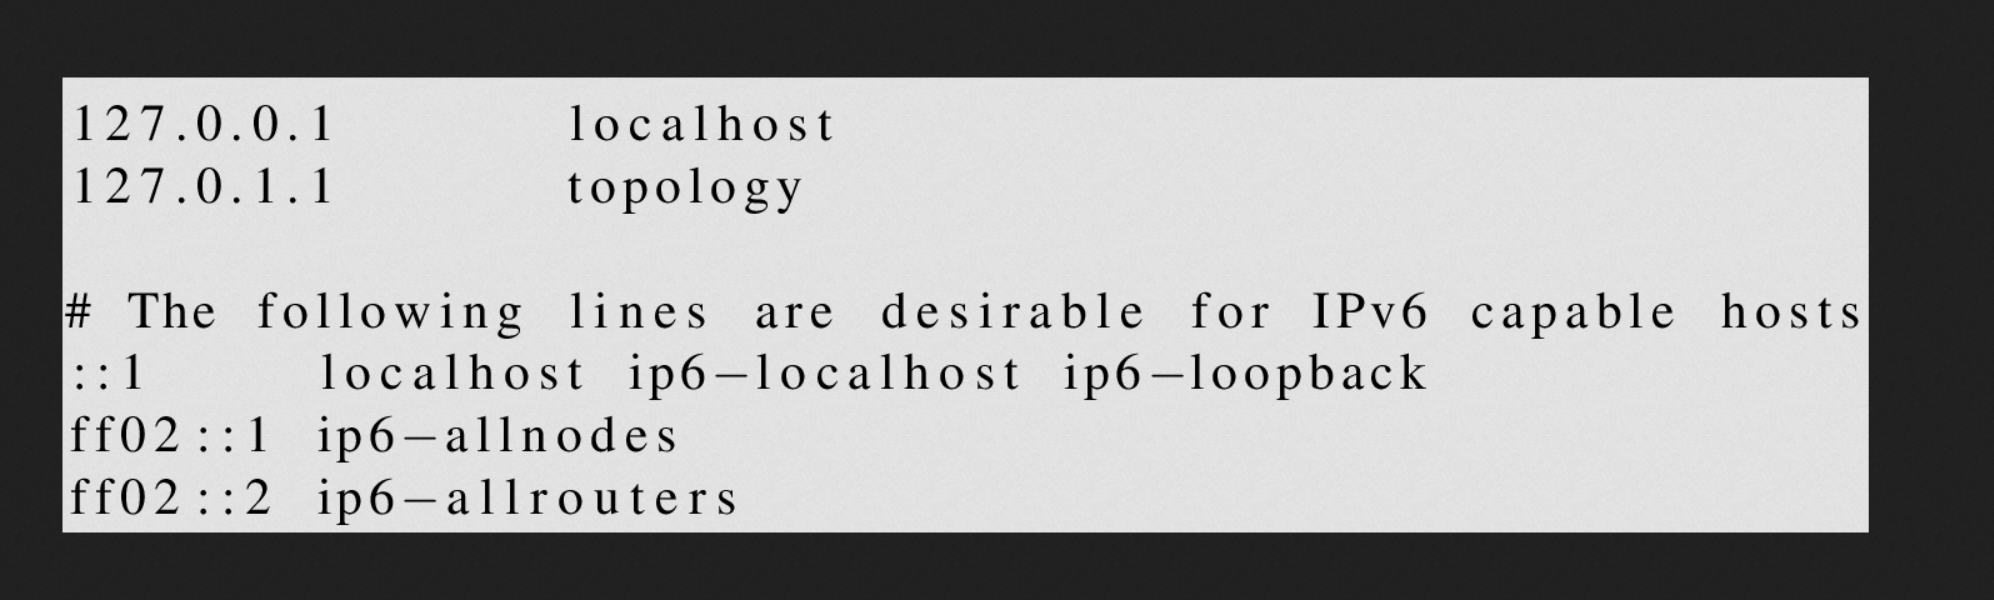 127.0.0.1 localhost
127.0.1.1 topology
# The following lines are desirable for IPv6 capable hosts
::1 localhost ip6−localhost ip6−loopback
ff02::1 ip6−allnodes
ff02::2 ip6−allrouters